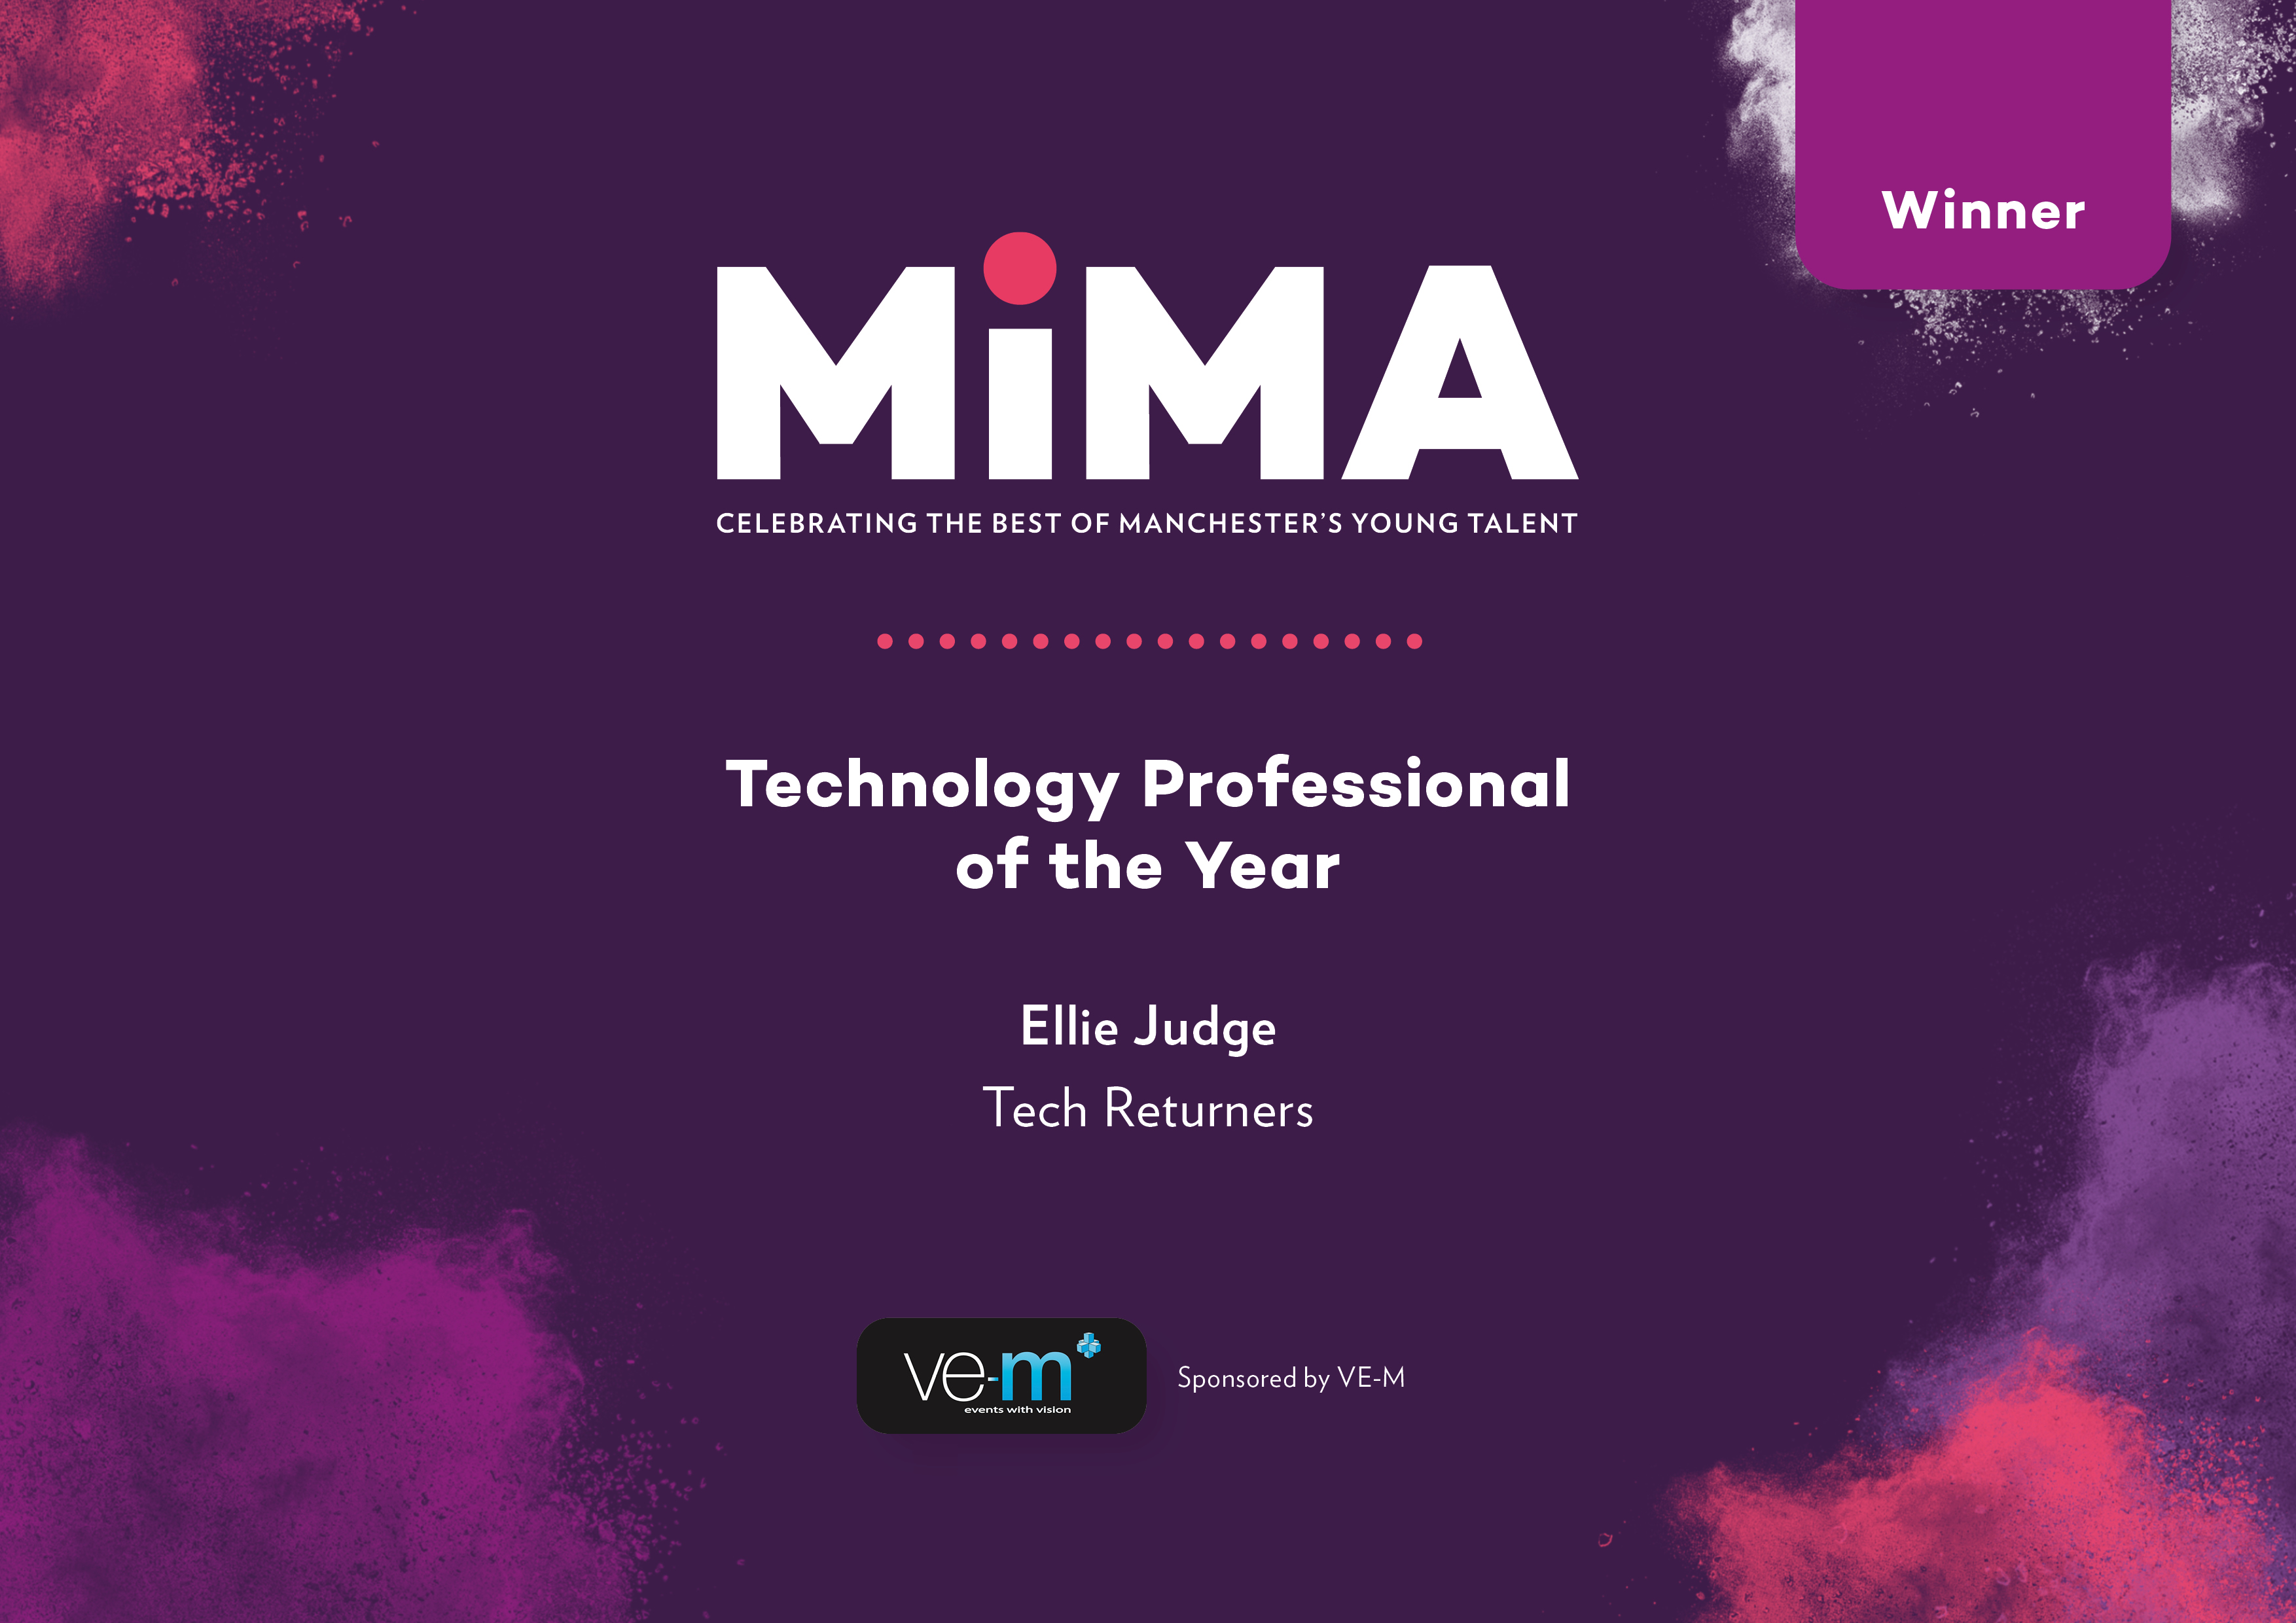 Winner
MiMA
CELEBRATING THE BEST OF MANCHESTER’S YOUNG TALENT
Technology Professional
of the Year
Ellie Judge
Tech Returners
ve-m
events with vision
Sponsored by VE-M